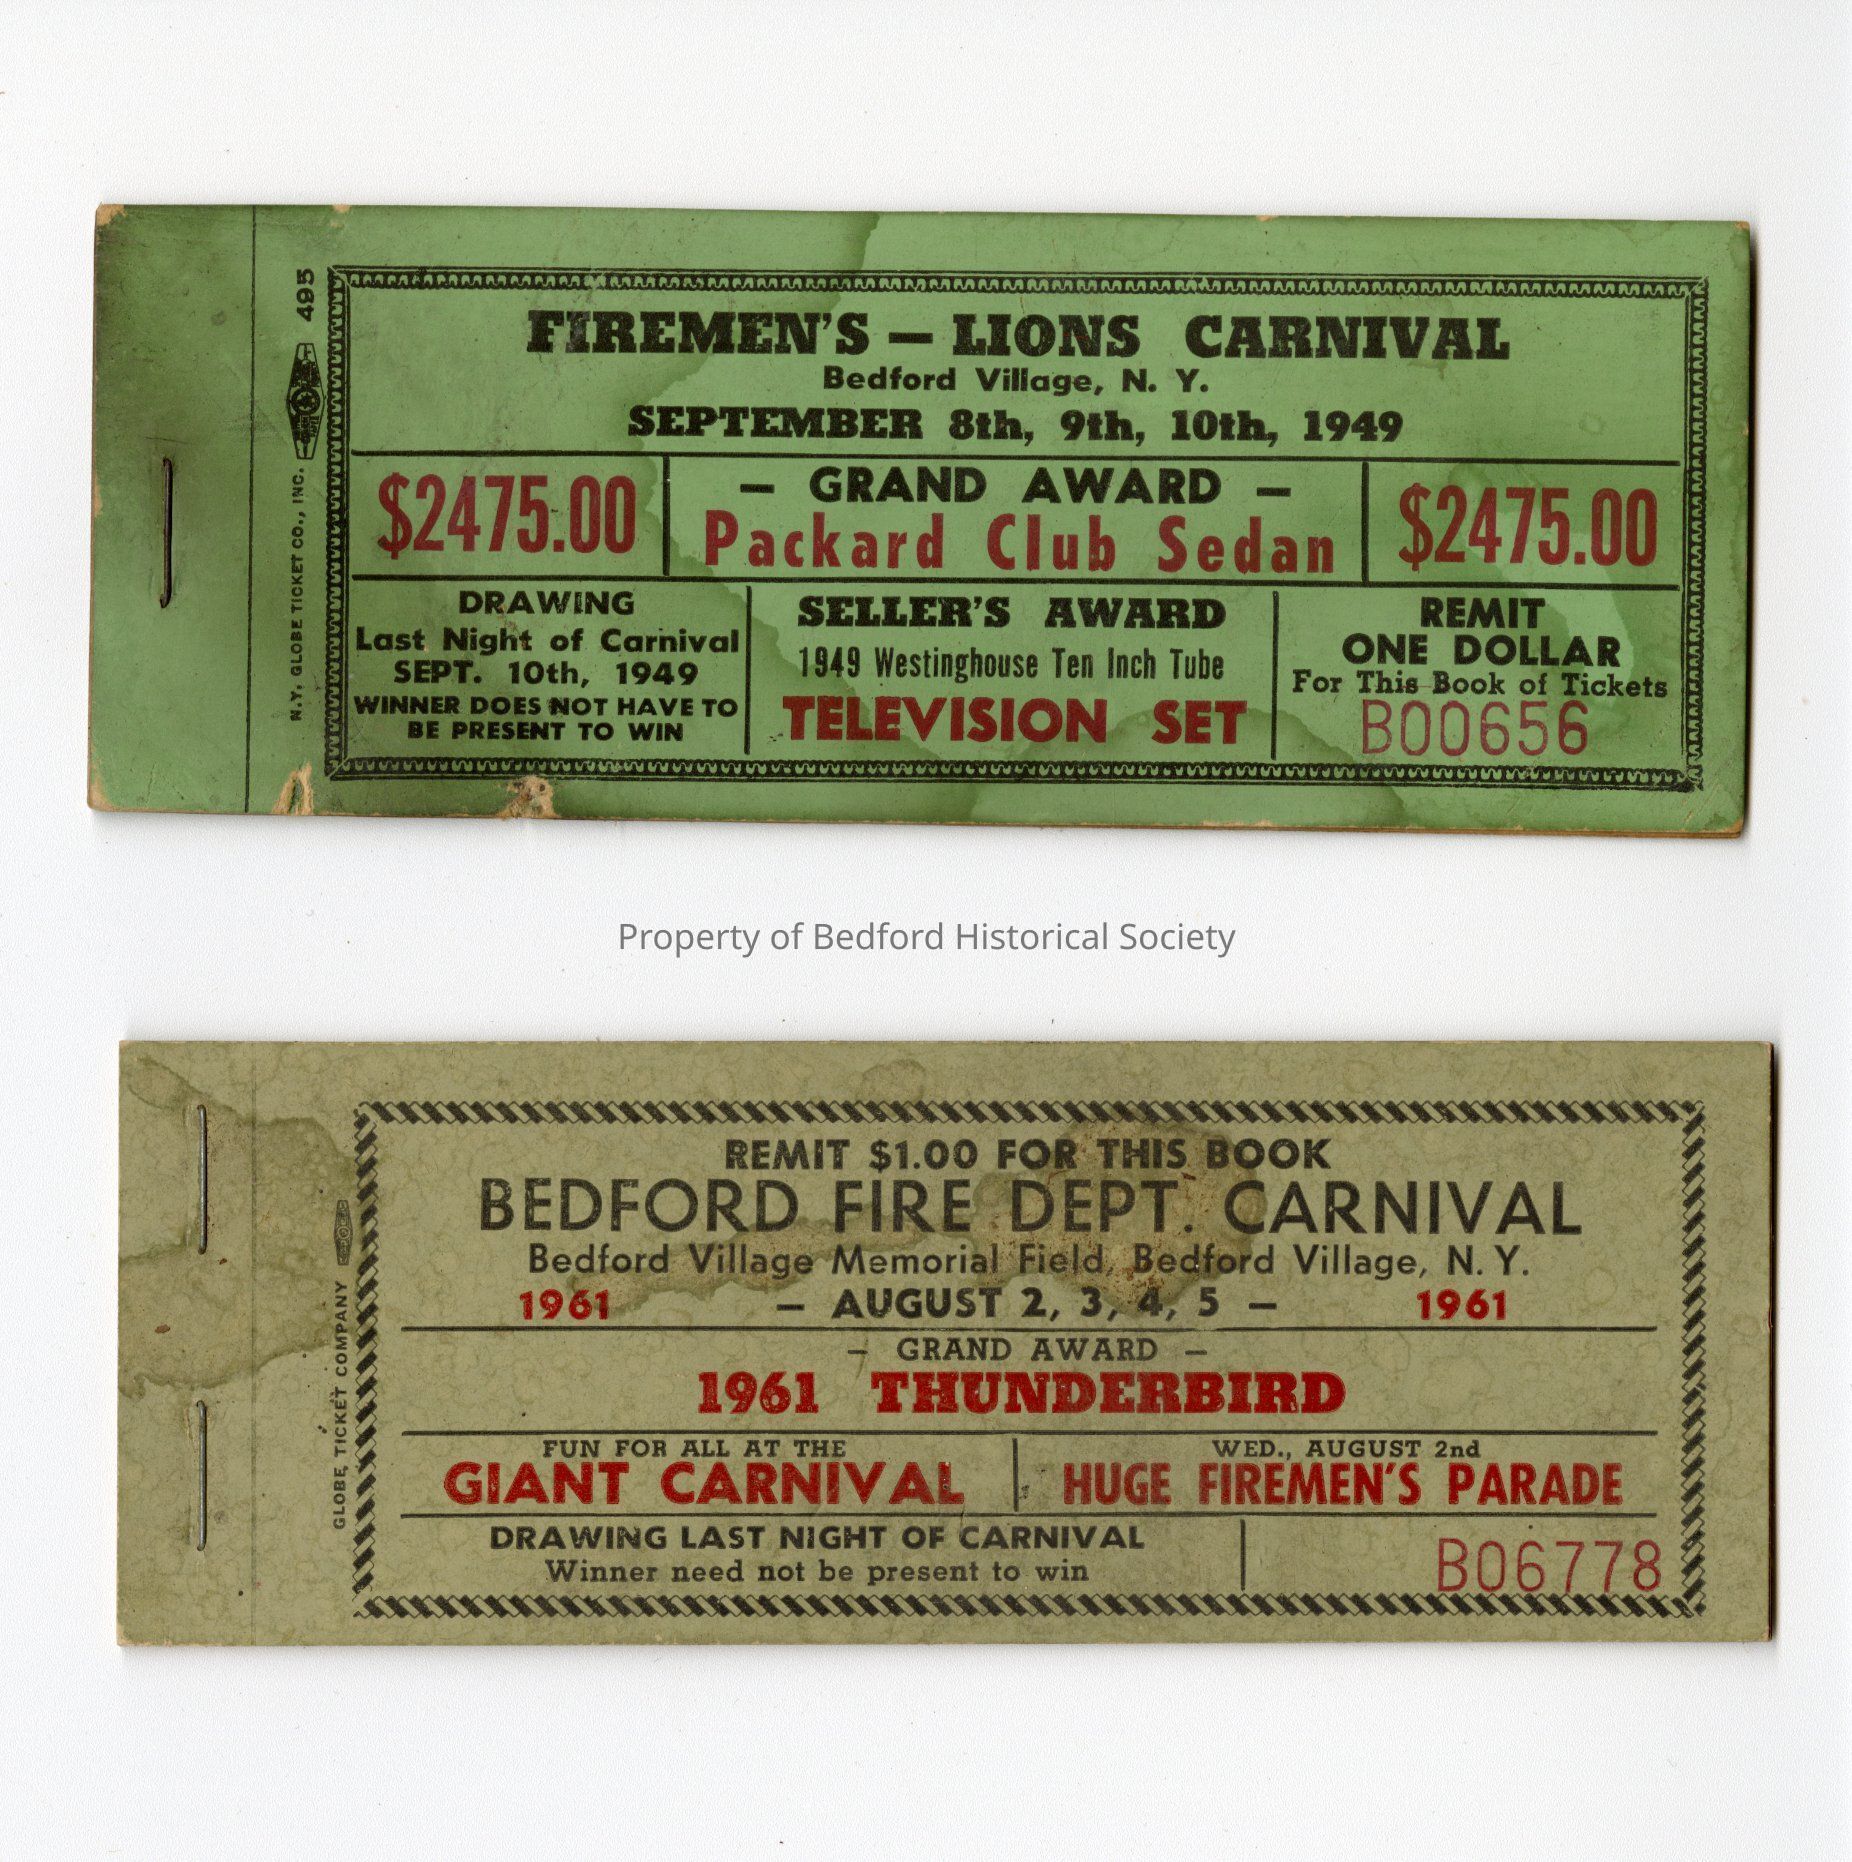 495
N.Y. GLOBE TICKET CO., INC.
FIREMEN'S — LIONS CARNIVAL
Bedford Village, N. Y.
SEPTEMBER 8th, 9th, 10th, 1949
$2475.00
— GRAND AWARD —
Packard Club Sedan
$2475.00
DRAWING
Last Night of Carnival
SEPT. 10th, 1949
WINNER DOES NOT HAVE TO
BE PRESENT TO WIN
SELLER'S AWARD
1949 Westinghouse Ten Inch Tube
TELEVISION SET
REMIT
ONE DOLLAR
For This Book of Tickets
B00656
Property of Bedford Historical Society
GLOBE TICKET COMPANY
REMIT $1.00 FOR THIS BOOK
BEDFORD FIRE DEPT. CARNIVAL
Bedford Village Memorial Field, Bedford Village, N. Y.
1961 — AUGUST 2, 3, 4, 5 — 1961
— GRAND AWARD —
1961 THUNDERBIRD
FUN FOR ALL AT THE
GIANT CARNIVAL
WED., AUGUST 2nd
HUGE FIREMEN'S PARADE
DRAWING LAST NIGHT OF CARNIVAL
Winner need not be present to win
B06778